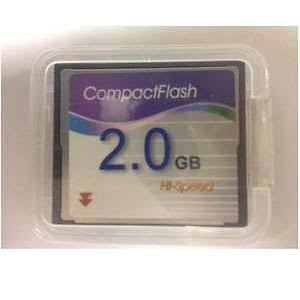 CompactFlash
2.0 GB
Hi-Speed